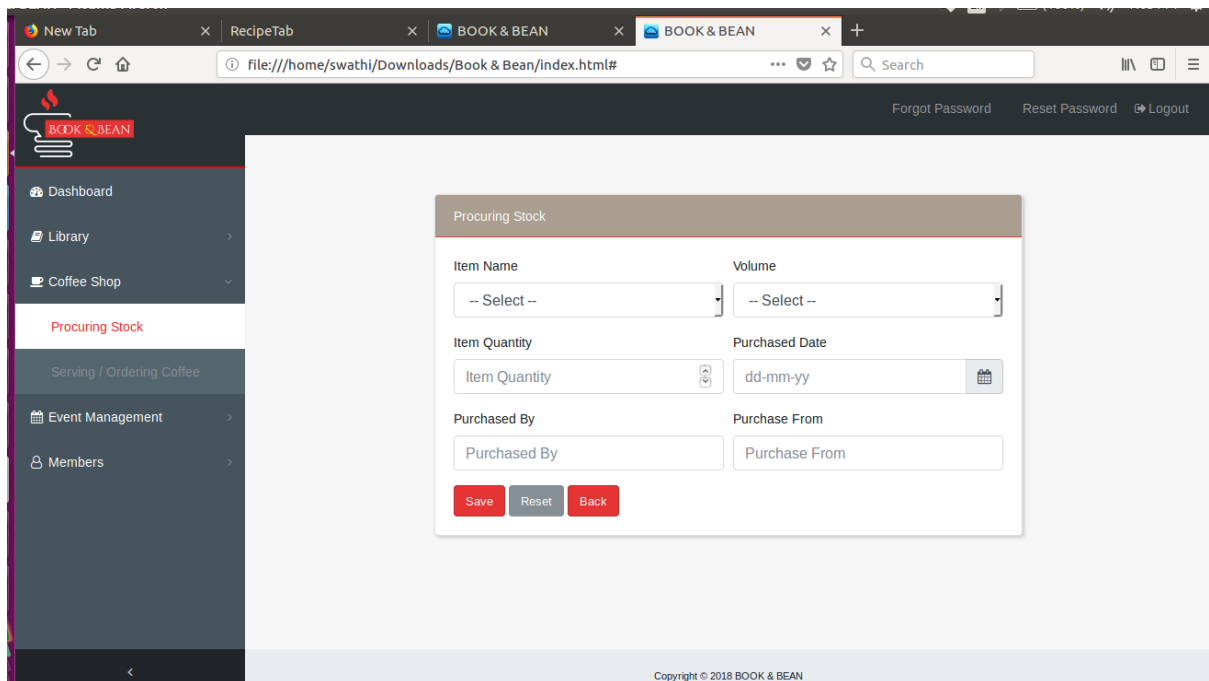 New Tab
RecipeTab
BOOK & BEAN
BOOK & BEAN
file:///home/swathi/Downloads/Book & Bean/index.html#
Search
BOOK & BEAN
Forgot Password
Reset Password
Logout
Dashboard
Library
Coffee Shop
Procuring Stock
Serving / Ordering Coffee
Event Management
Members
Procuring Stock
Item Name
Volume
-- Select --
-- Select --
Item Quantity
Purchased Date
Item Quantity
dd-mm-yy
Purchased By
Purchase From
Purchased By
Purchase From
Save
Reset
Back
Copyright © 2018 BOOK & BEAN